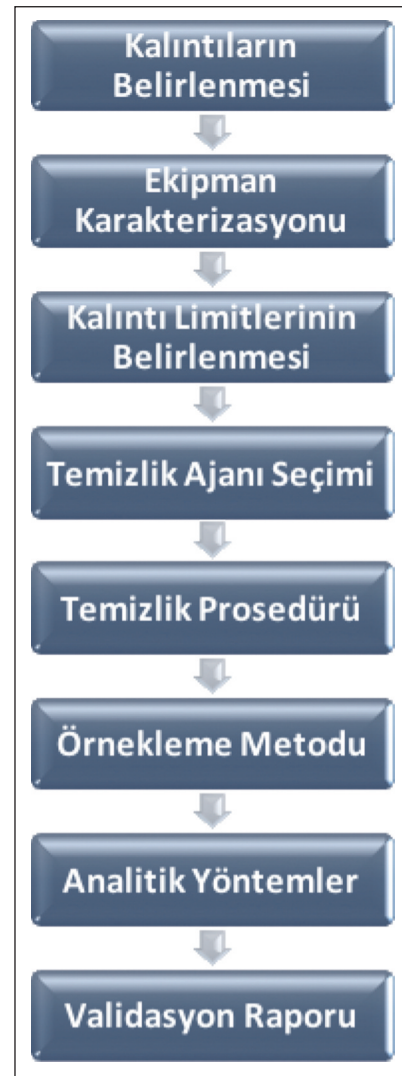 Kalıntıların
Belirlenmesi
Ekipman
Karakterizasyonu
Kalıntı Limitlerinin
Belirlenmesi
Temizlik Ajanı Seçimi
Temizlik Prosedürü
Örnekleme Metodu
Analitik Yöntemler
Validasyon Raporu